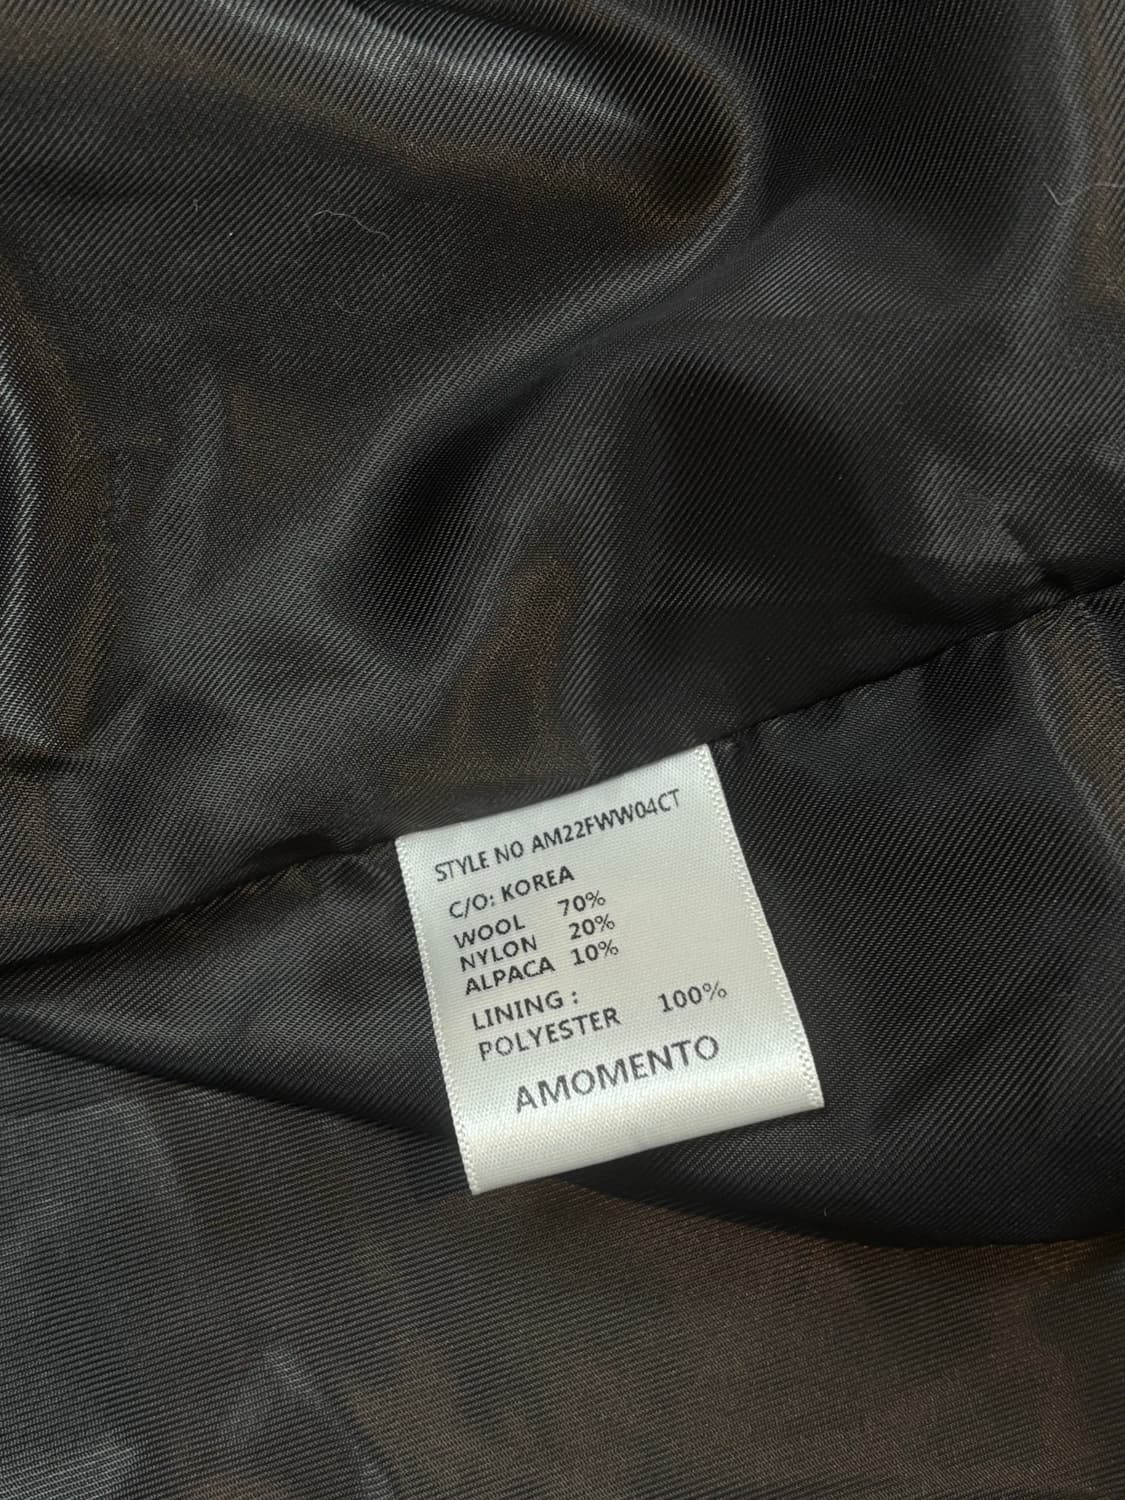 STYLE NO AM22FWW04CT
C/O: KOREA
WOOL 70%
NYLON 20%
ALPACA 10%
LINING :
POLYESTER 100%
AMOMENTO